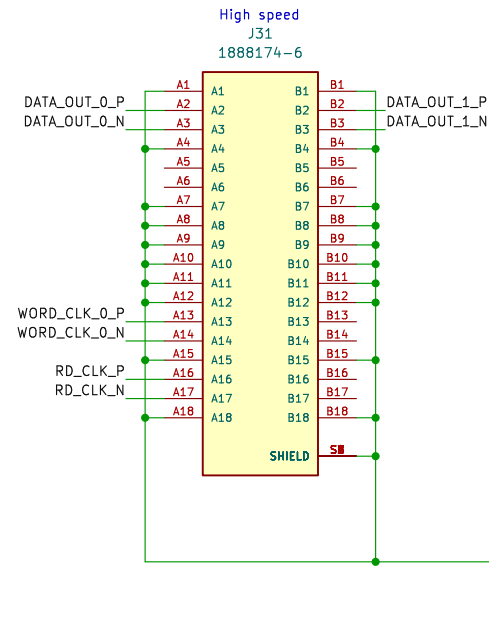 High speed
J31
1888174-6
A1 A1 B1 B1
DATA_OUT_0_P A2 A2 B2 B2 DATA_OUT_1_P
DATA_OUT_0_N A3 A3 B3 B3 DATA_OUT_1_N
A4 A4 B4 B4
A5 A5 B5 B5
A6 A6 B6 B6
A7 A7 B7 B7
A8 A8 B8 B8
A9 A9 B9 B9
A10 A10 B10 B10
A11 A11 B11 B11
A12 A12 B12 B12
WORD_CLK_0_P A13 A13 B13 B13
WORD_CLK_0_N A14 A14 B14 B14
A15 A15 B15 B15
RD_CLK_P A16 A16 B16 B16
RD_CLK_N A17 A17 B17 B17
A18 A18 B18 B18
SHIELD